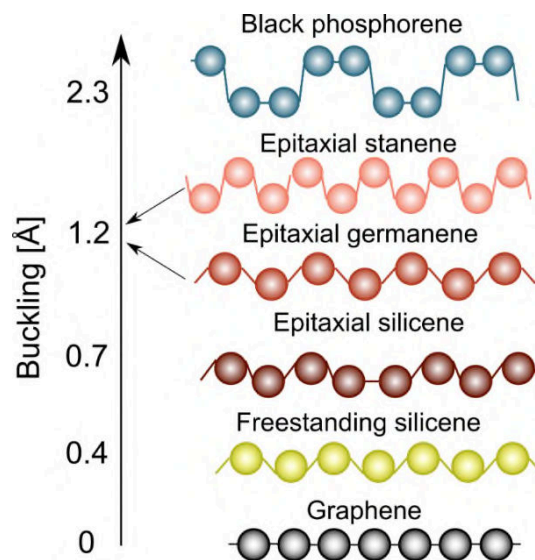 Black phosphorene
2.3
Epitaxial stanene
1.2
Epitaxial germanene
Buckling [Å]
Epitaxial silicene
0.7
Freestanding silicene
0.4
Graphene
0